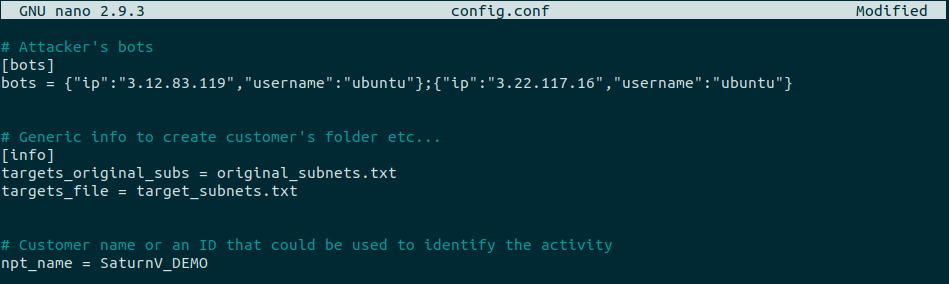 GNU nano 2.9.3 config.conf Modified
# Attacker's bots
[bots]
bots = {"ip":"3.12.83.119","username":"ubuntu"};{"ip":"3.22.117.16","username":"ubuntu"}
# Generic info to create customer's folder etc...
[info]
targets_original_subs = original_subnets.txt
targets_file = target_subnets.txt
# Customer name or an ID that could be used to identify the activity
npt_name = SaturnV_DEMO